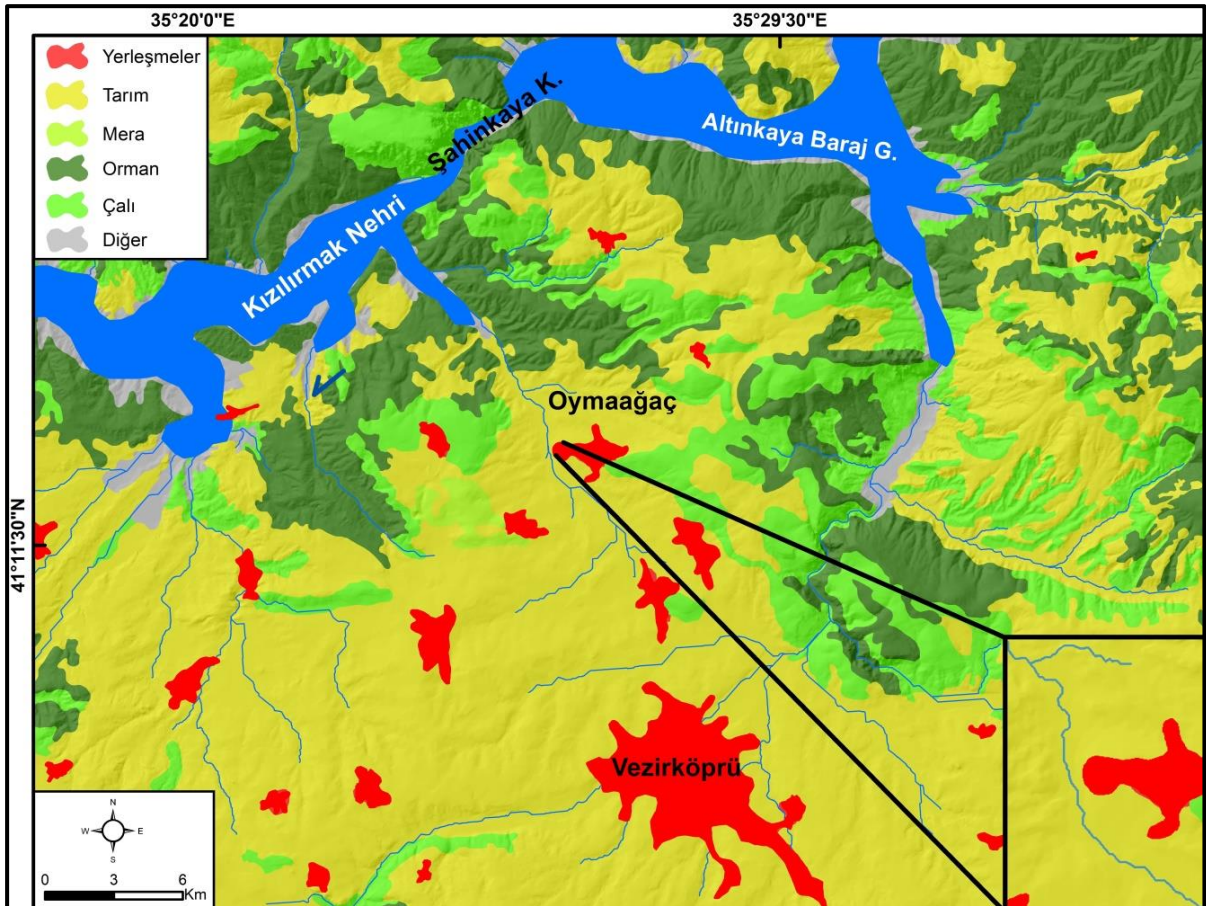 35°20'0"E
35°29'30"E
Yerleşmeler
Tarım
Mera
Orman
Çalı
Diğer
Şahinkaya K.
Altınkaya Baraj G.
Kızılırmak Nehri
Oymaağaç
41°11'30"N
Vezirköprü
N
W E
S
0 3 6
Km